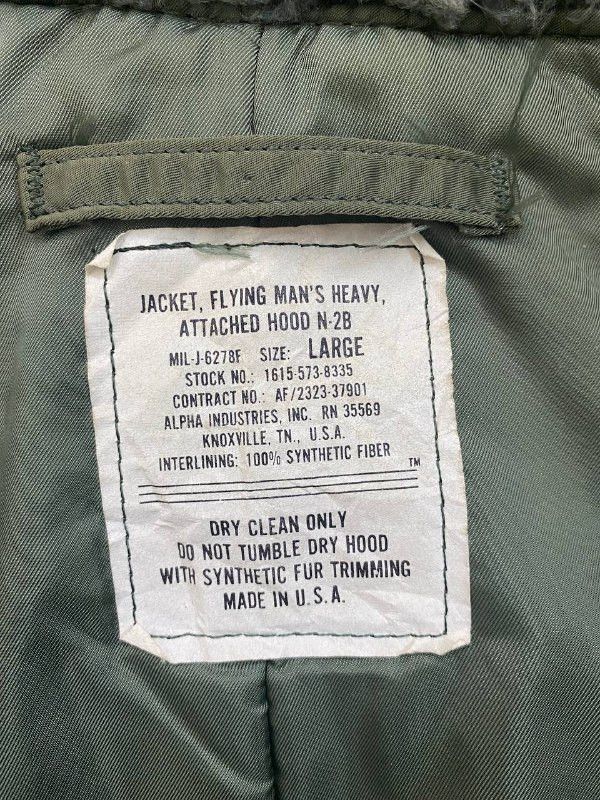 JACKET, FLYING MAN'S HEAVY,
ATTACHED HOOD N-2B
MIL-J-6278F SIZE: LARGE
STOCK NO.: 1615-573-8335
CONTRACT NO.: AF/2323-37901
ALPHA INDUSTRIES, INC. RN 35569
KNOXVILLE, TN., U.S.A.
INTERLINING: 100% SYNTHETIC FIBER
TM
DRY CLEAN ONLY
DO NOT TUMBLE DRY HOOD
WITH SYNTHETIC FUR TRIMMING
MADE IN U.S.A.